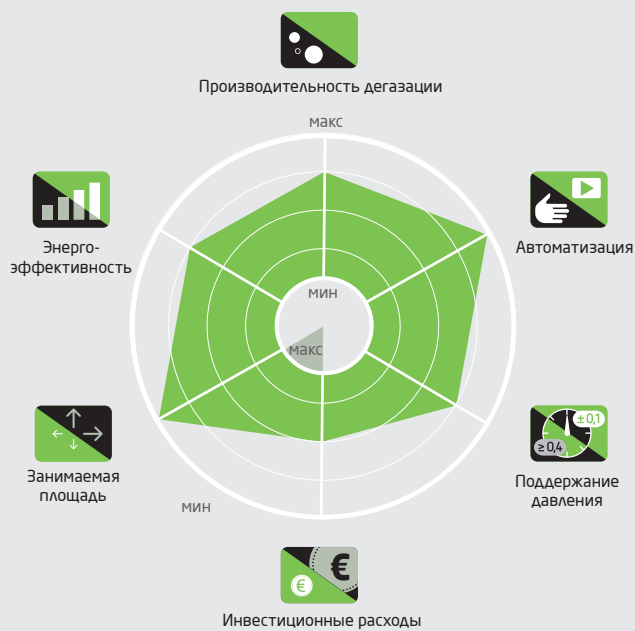 Производительность дегазации
макс
Энерго-
эффективность
Автоматизация
мин
макс
± 0,1
≥ 0,4
Занимаемая
площадь
Поддержание
давления
мин
€
€
Инвестиционные расходы